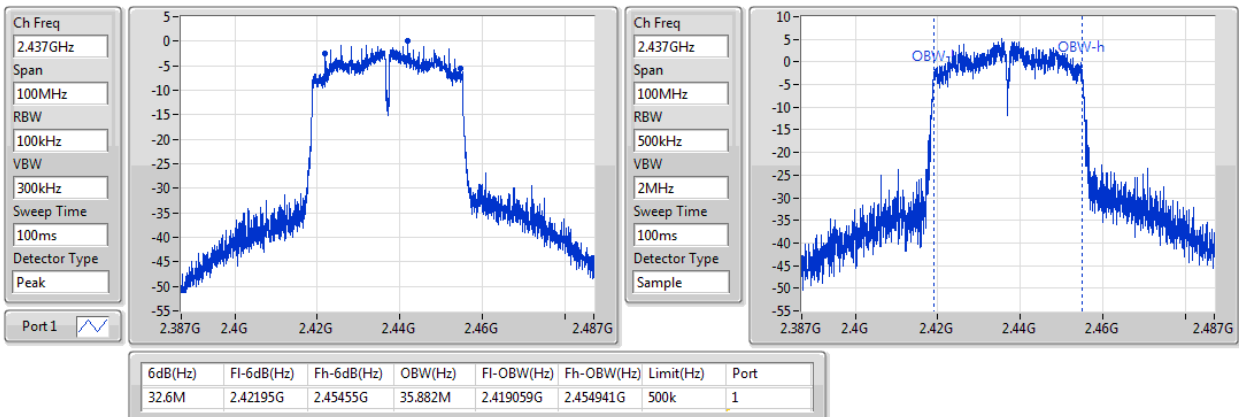 Ch Freq
2.437GHz
Span
100MHz
RBW
100kHz
VBW
300kHz
Sweep Time
100ms
Detector Type
Peak
Port 1
5
0
-5
-10
-15
-20
-25
-30
-35
-40
-45
-50
-55
2.387G 2.4G 2.42G 2.44G 2.46G 2.487G
Ch Freq
2.437GHz
Span
100MHz
RBW
500kHz
VBW
2MHz
Sweep Time
100ms
Detector Type
Sample
10
5
0
-5
-10
-15
-20
-25
-30
-35
-40
-45
-50
-55
OBW-h
2.387G 2.4G 2.42G 2.44G 2.46G 2.487G
6dB(Hz) Fl-6dB(Hz) Fh-6dB(Hz) OBW(Hz) Fl-OBW(Hz) Fh-OBW(Hz) Limit(Hz) Port
32.6M 2.42195G 2.45455G 35.882M 2.419059G 2.454941G 500k 1